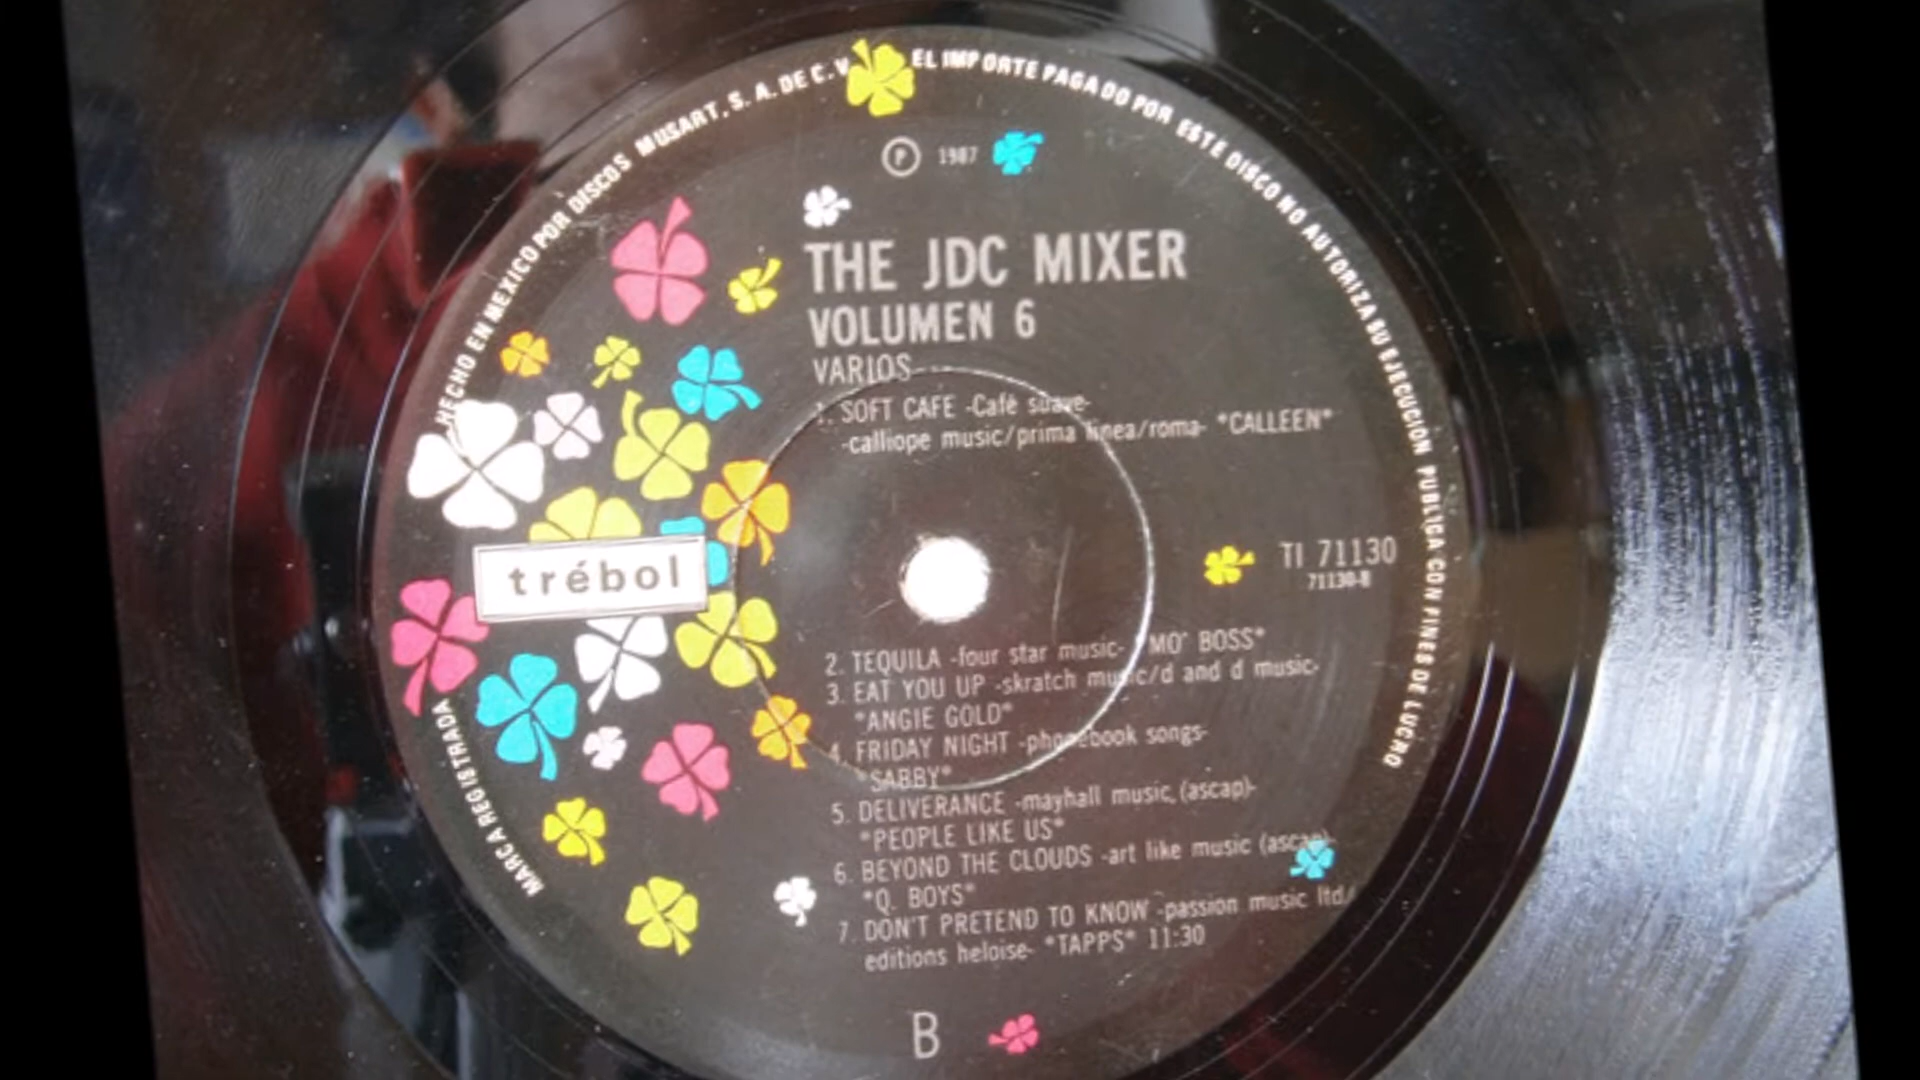 HECHO EN MEXICO POR DISCOS MUSART, S. A. DE C. V. EL IMPORTE PAGADO POR ESTE DISCO NO AUTORIZA SU EJECUCION PUBLICA CON FINES DE LUCRO
P 1987
THE JDC MIXER
VOLUMEN 6
VARIOS
1. SOFT CAFE -Café suave-
-calliope music/prima linea/roma- *CALLEEN*
trébol
TI 71130
71130-B
2. TEQUILA -four star music- MO' BOSS*
3. EAT YOU UP -skratch music/d and d music-
*ANGIE GOLD*
4. FRIDAY NIGHT -phonebook songs-
*SABBY*
5. DELIVERANCE -mayhall music, (ascap)-
*PEOPLE LIKE US*
6. BEYOND THE CLOUDS -art like music (ascap)-
*Q. BOYS*
7. DON'T PRETEND TO KNOW -passion music ltd/
editions heloise- *TAPPS* 11:30
MARCA REGISTRADA
B